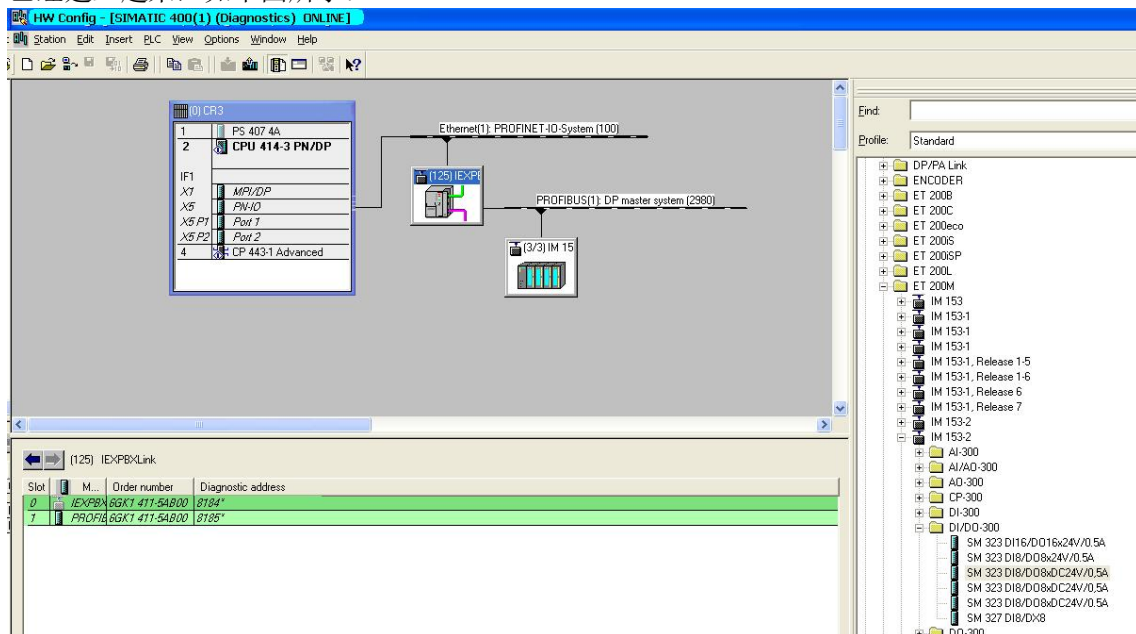 HW Config - [SIMATIC 400(1) (Diagnostics) ONLINE]
Station Edit Insert PLC View Options Window Help
(0) CR3
1 PS 407 4A
2 CPU 414-3 PN/DP
IF1
X1 MPI/DP
X5 PN-IO
X5 P1 Port 1
X5 P2 Port 2
4 CP 443-1 Advanced
Ethernet(1): PROFINET-IO-System (100)
(125) IEXPB
PROFIBUS(1): DP master system (2980)
(3/3) IM 15
Find:
Profile: Standard
DP/PA Link
ENCODER
ET 200B
ET 200C
ET 200eco
ET 200iS
ET 200iSP
ET 200L
ET 200M
IM 153
IM 153-1
IM 153-1
IM 153-1
IM 153-1, Release 1-5
IM 153-1, Release 1-6
IM 153-1, Release 6
IM 153-1, Release 7
IM 153-2
IM 153-2
AI-300
AI/AO-300
AO-300
CP-300
DI-300
DI/DO-300
SM 323 DI16/DO16x24V/0.5A
SM 323 DI8/DO8x24V/0.5A
SM 323 DI8/DO8xDC24V/0,5A
SM 323 DI8/DO8xDC24V/0,5A
SM 323 DI8/DO8xDC24V/0.5A
SM 327 DI8/DX8
DO-300
(125) IEXPBXLink
Slot M... Order number Diagnostic address
0 IEXPBX 6GK1 411-5AB00 8184*
1 PROFIB 6GK1 411-5AB00 8185*